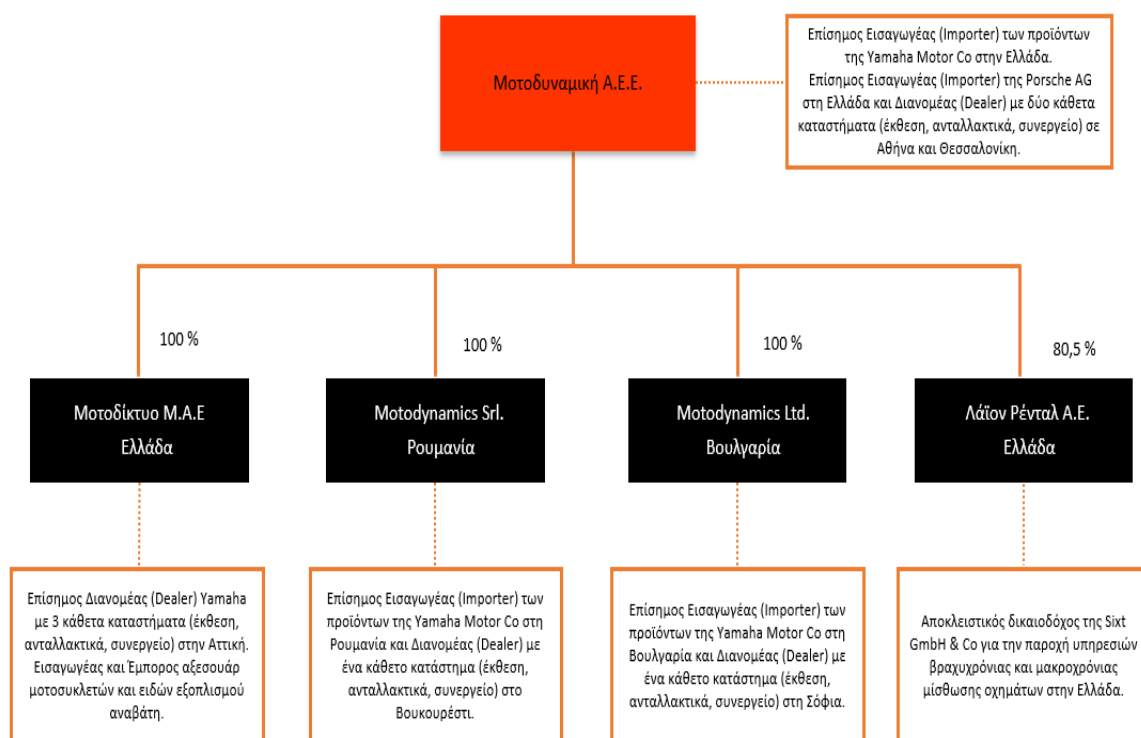 Μοτοδυναμική Α.Ε.Ε.
Επίσημος Εισαγωγέας (Importer) των προϊόντων
της Yamaha Motor Co στην Ελλάδα.
Επίσημος Εισαγωγέας (Importer) της Porsche AG
στη Ελλάδα και Διανομέας (Dealer) με δύο κάθετα
καταστήματα (έκθεση, ανταλλακτικά, συνεργείο) σε
Αθήνα και Θεσσαλονίκη.
100 %
100 %
100 %
80,5 %
Μοτοδίκτυο Μ.Α.Ε
Ελλάδα
Motodynamics Srl.
Ρουμανία
Motodynamics Ltd.
Βουλγαρία
Λάϊον Ρένταλ Α.Ε.
Ελλάδα
Επίσημος Διανομέας (Dealer) Yamaha
με 3 κάθετα καταστήματα (έκθεση,
ανταλλακτικά, συνεργείο) στην Αττική.
Εισαγωγέας και Έμπορος αξεσουάρ
μοτοσυκλετών και ειδών εξοπλισμού
αναβάτη.
Επίσημος Εισαγωγέας (Importer) των
προϊόντων της Yamaha Motor Co στη
Ρουμανία και Διανομέας (Dealer) με
ένα κάθετο κατάστημα (έκθεση,
ανταλλακτικά, συνεργείο) στο
Βουκουρέστι.
Επίσημος Εισαγωγέας (Importer) των
προϊόντων της Yamaha Motor Co στη
Βουλγαρία και Διανομέας (Dealer) με
ένα κάθετο κατάστημα (έκθεση,
ανταλλακτικά, συνεργείο) στη Σόφια.
Αποκλειστικός δικαιοδόχος της Sixt
GmbH & Co για την παροχή υπηρεσιών
βραχυχρόνιας και μακροχρόνιας
μίσθωσης οχημάτων στην Ελλάδα.